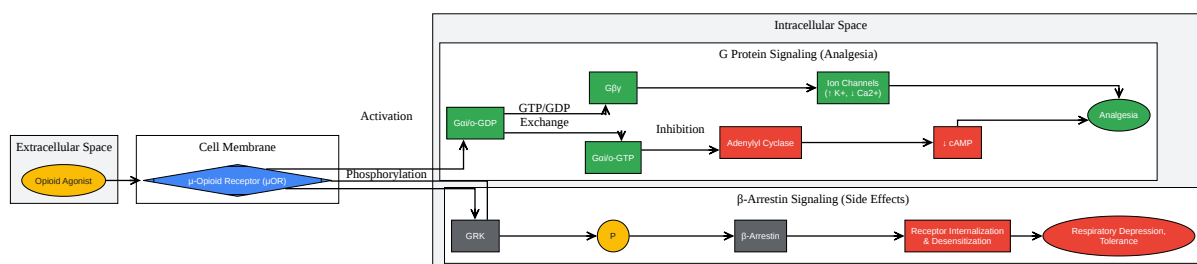 Intracellular Space
G Protein Signaling (Analgesia)
Gβγ
Ion Channels
(↑ K+, ↓ Ca2+)
Activation
Gαi/o-GDP
GTP/GDP
Exchange
Analgesia
Inhibition
Gαi/o-GTP
Adenylyl Cyclase
↓ cAMP
Extracellular Space
Cell Membrane
Opioid Agonist
μ-Opioid Receptor (μOR)
Phosphorylation
β-Arrestin Signaling (Side Effects)
GRK
P
β-Arrestin
Receptor Internalization
& Desensitization
Respiratory Depression,
Tolerance